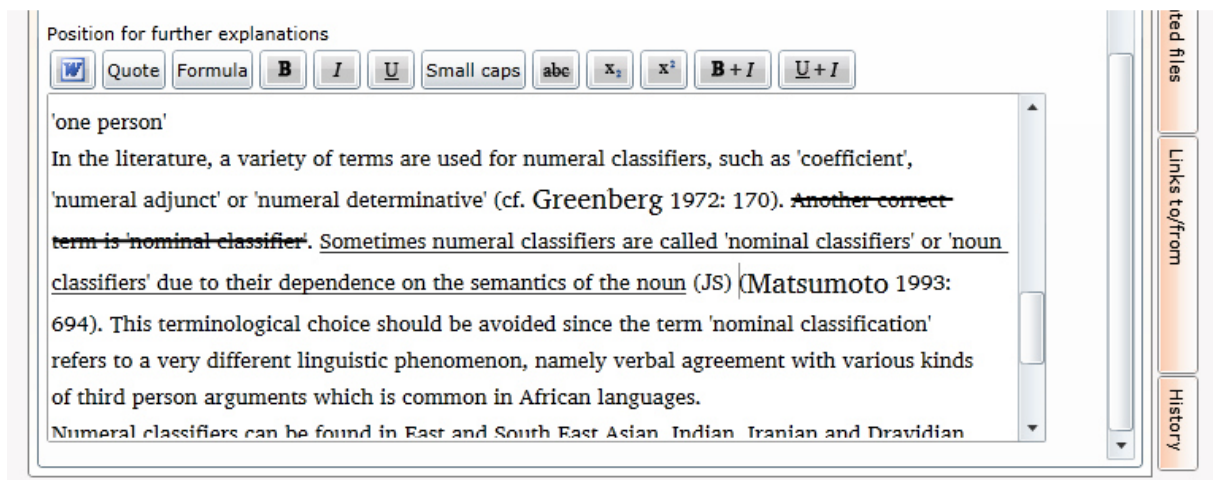 Position for further explanations
W Quote Formula B I U Small caps abc x₂ x² B + I U + I
'one person'
In the literature, a variety of terms are used for numeral classifiers, such as 'coefficient',
'numeral adjunct' or 'numeral determinative' (cf. Greenberg 1972: 170). Another correct
term is 'nominal classifier'. Sometimes numeral classifiers are called 'nominal classifiers' or 'noun
classifiers' due to their dependence on the semantics of the noun (JS) (Matsumoto 1993:
694). This terminological choice should be avoided since the term 'nominal classification'
refers to a very different linguistic phenomenon, namely verbal agreement with various kinds
of third person arguments which is common in African languages.
Numeral classifiers can be found in East and South East Asian, Indian, Iranian and Dravidian
files
Links to/from
History